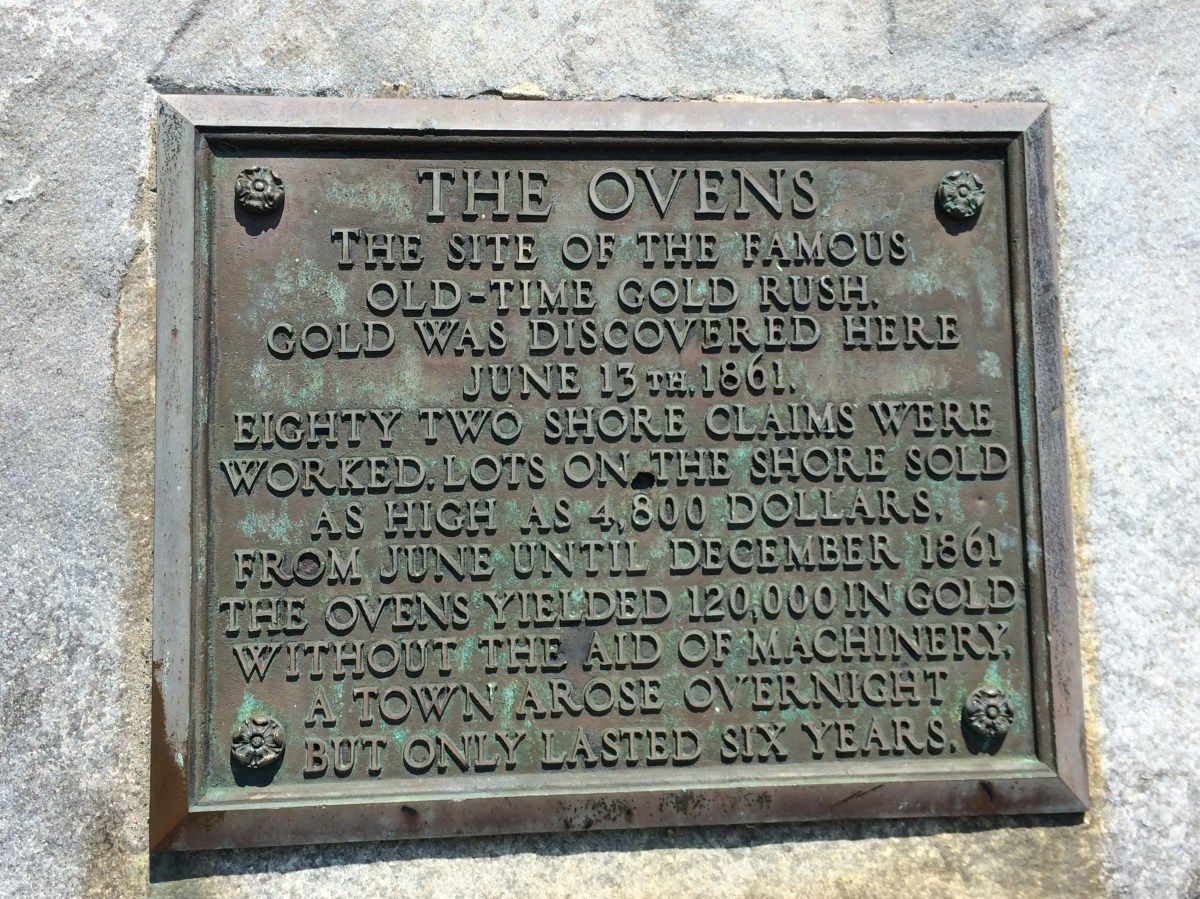 THE OVENS
THE SITE OF THE FAMOUS
OLD-TIME GOLD RUSH.
GOLD WAS DISCOVERED HERE
JUNE 13TH. 1861.
EIGHTY TWO SHORE CLAIMS WERE
WORKED. LOTS ON THE SHORE SOLD
AS HIGH AS 4,800 DOLLARS.
FROM JUNE UNTIL DECEMBER 1861
THE OVENS YIELDED 120,000 IN GOLD
WITHOUT THE AID OF MACHINERY.
A TOWN AROSE OVERNIGHT
BUT ONLY LASTED SIX YEARS.